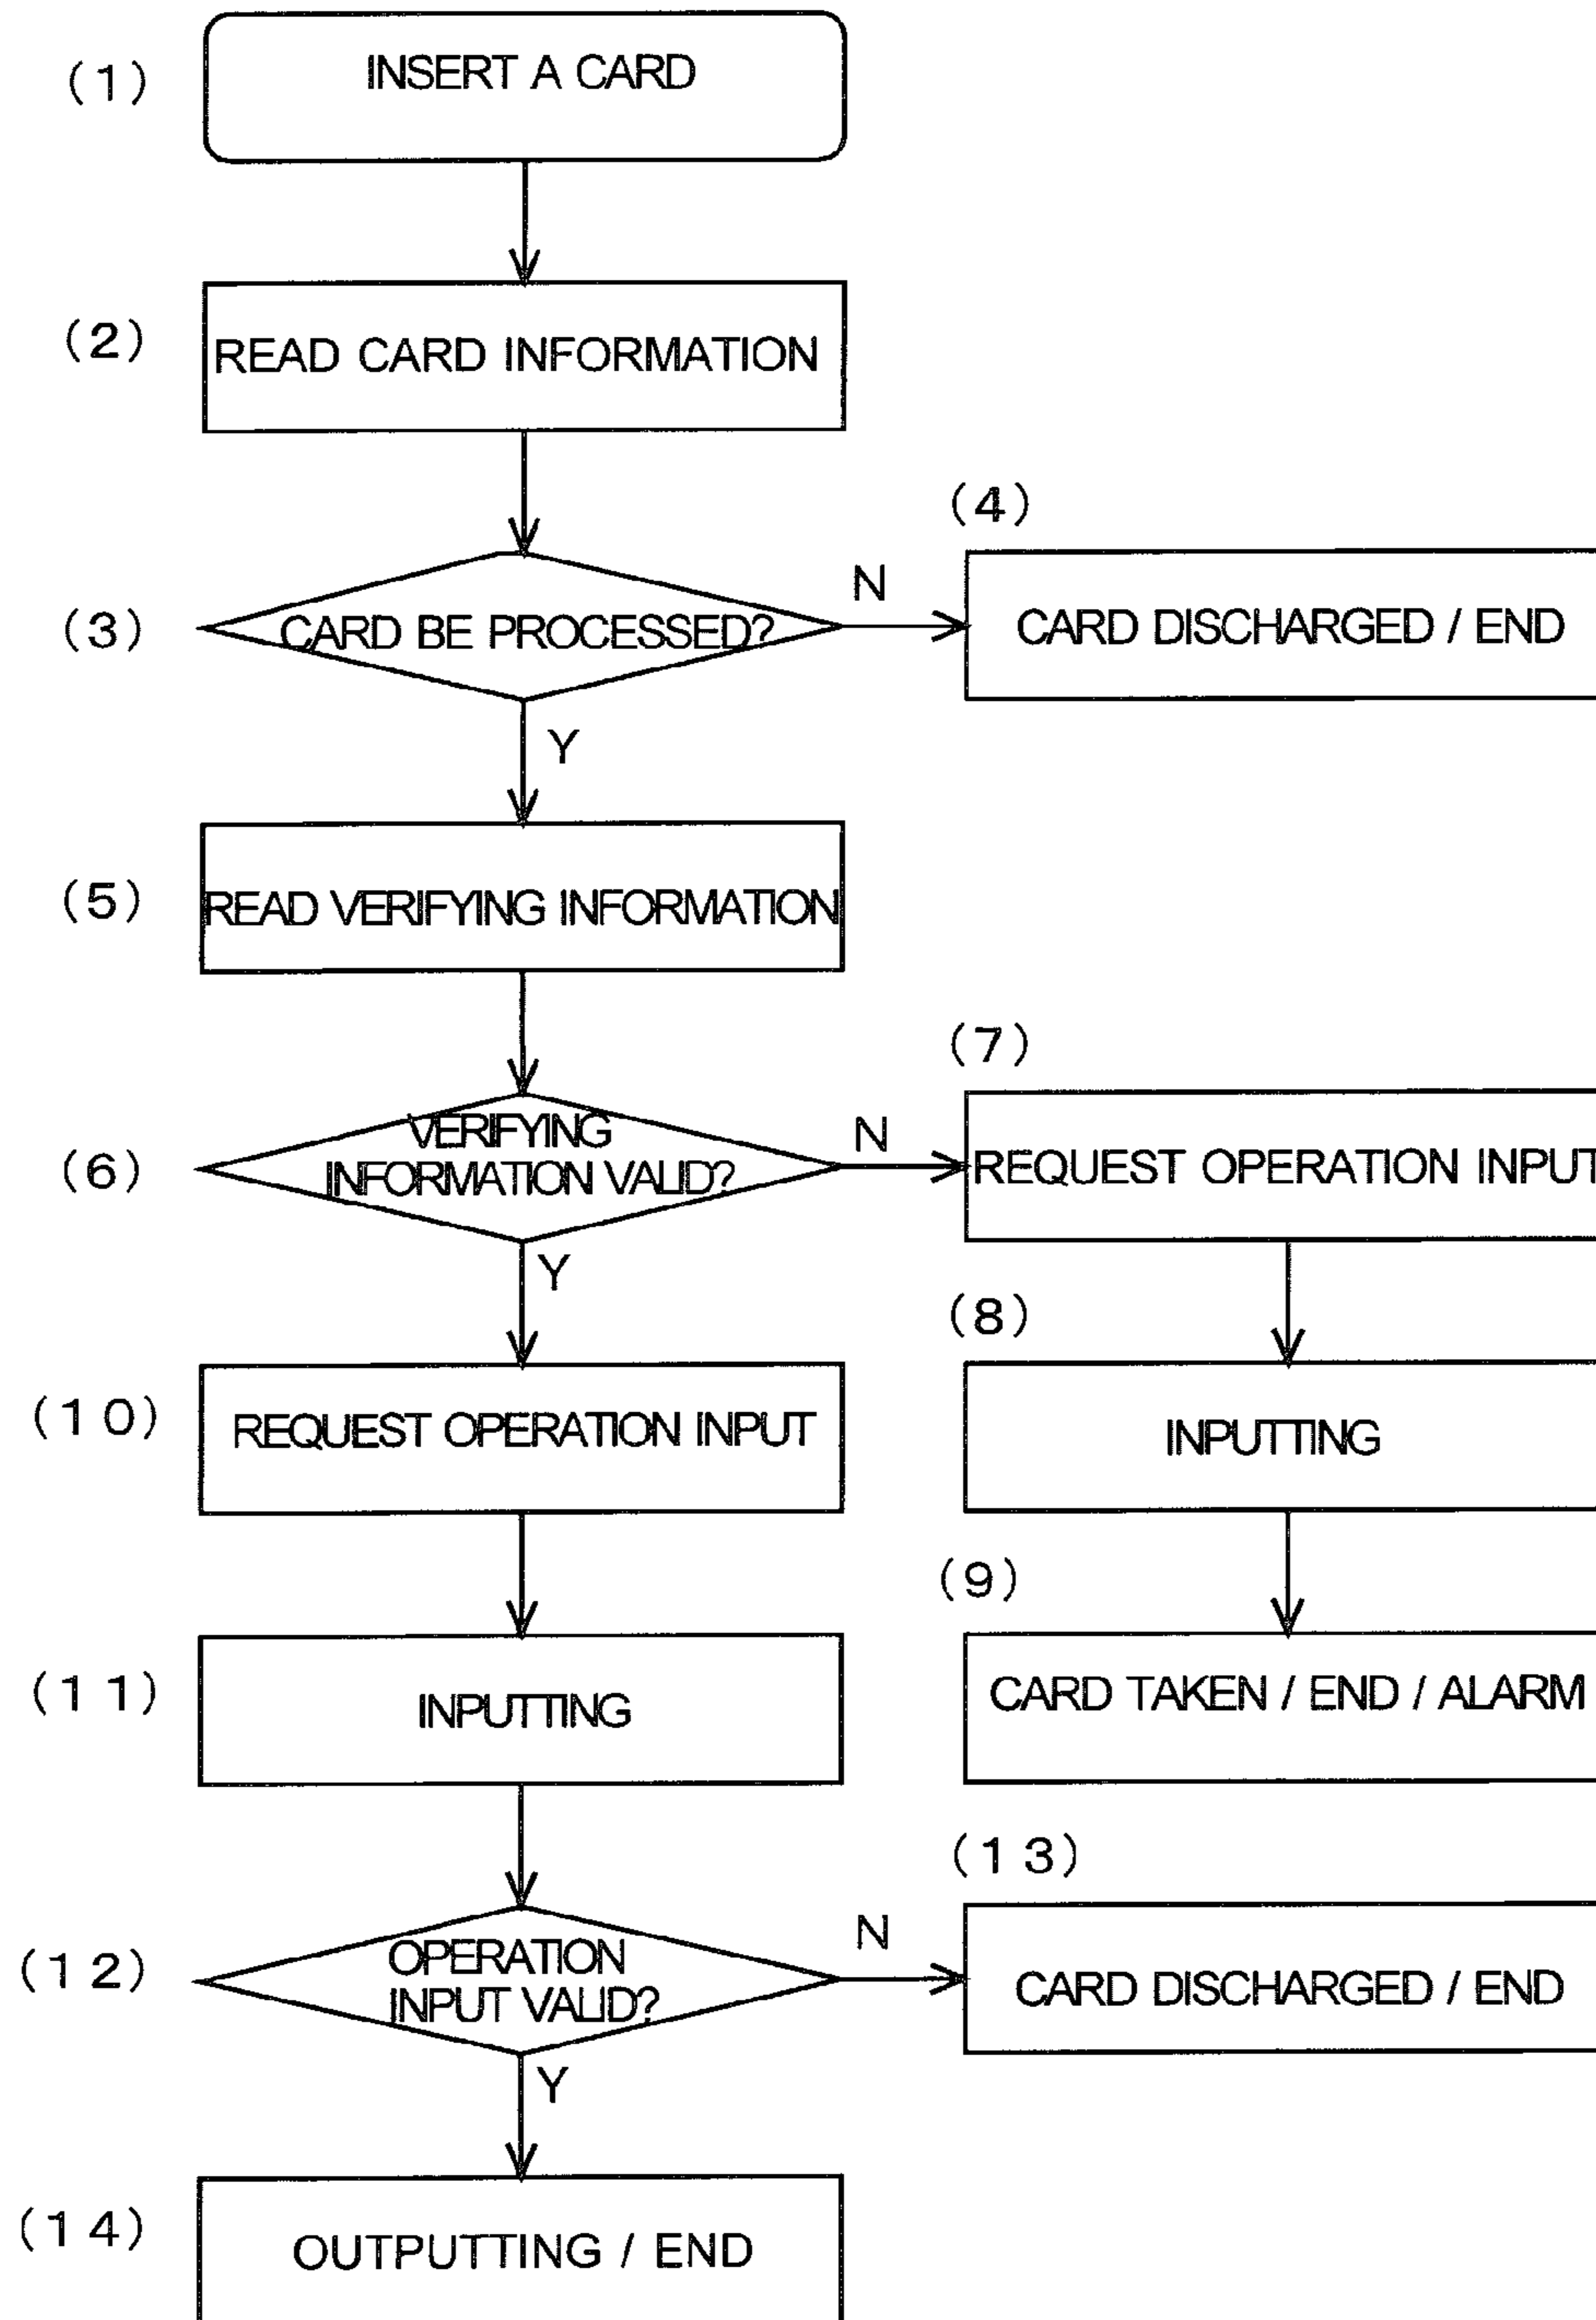 (1)
INSERT A CARD
(2)
READ CARD INFORMATION
(3)
CARD BE PROCESSED?
N
(4)
CARD DISCHARGED / END
Y
(5)
READ VERIFYING INFORMATION
(6)
VERIFYING
INFORMATION VALID?
N
(7)
REQUEST OPERATION INPUT
Y
(8)
INPUTTING
(9)
CARD TAKEN / END / ALARM
(10)
REQUEST OPERATION INPUT
(11)
INPUTTING
(12)
OPERATION
INPUT VALID?
N
(13)
CARD DISCHARGED / END
Y
(14)
OUTPUTTING / END